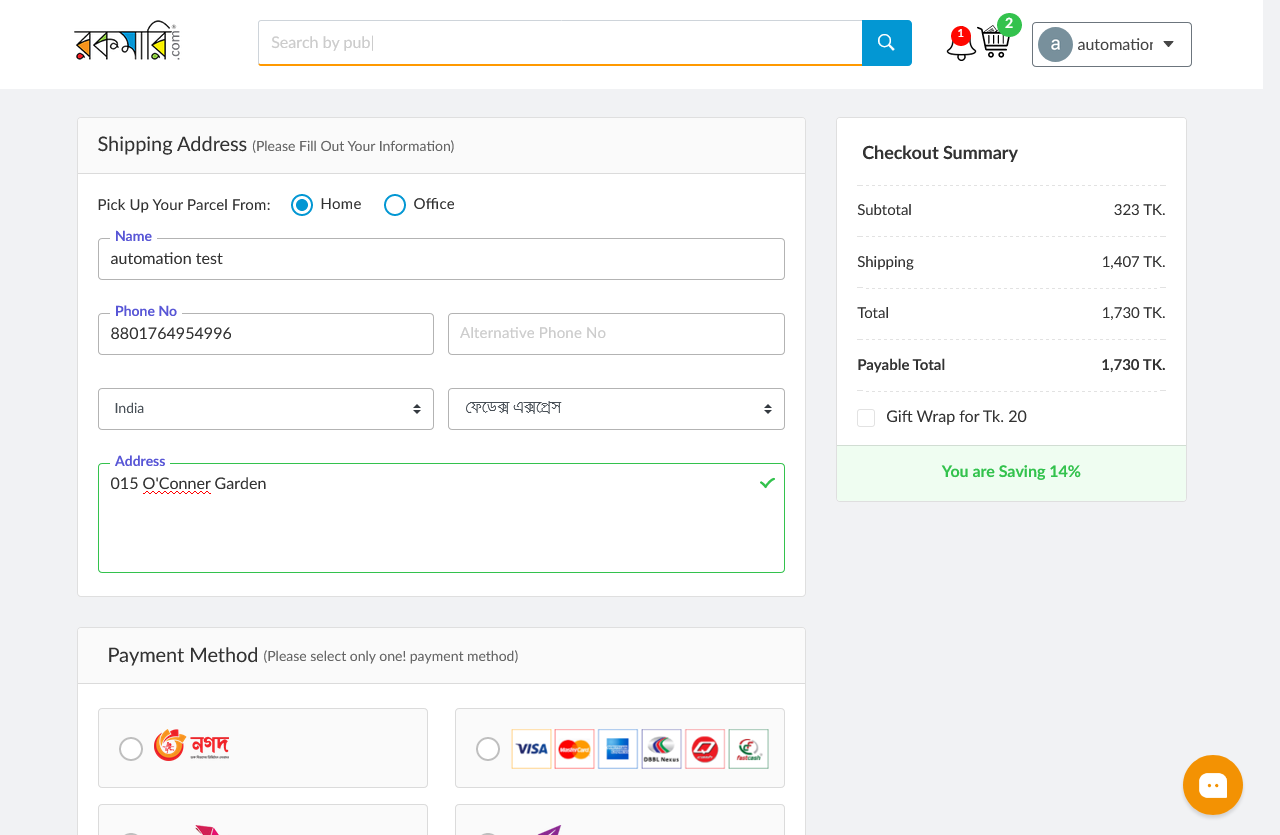 রকমারি.com
Search by pub
1
2
a
automation
Shipping Address (Please Fill Out Your Information)
Pick Up Your Parcel From:
Home
Office
Name
automation test
Phone No
8801764954996
Alternative Phone No
India
ফেডেক্স এক্সপ্রেস
Address
015 O'Conner Garden
Payment Method (Please select only one! payment method)
নগদ
VISA
MasterCard
DBBL Nexus
fastcash
Checkout Summary
Subtotal 323 TK.
Shipping 1,407 TK.
Total 1,730 TK.
Payable Total 1,730 TK.
Gift Wrap for Tk. 20
You are Saving 14%